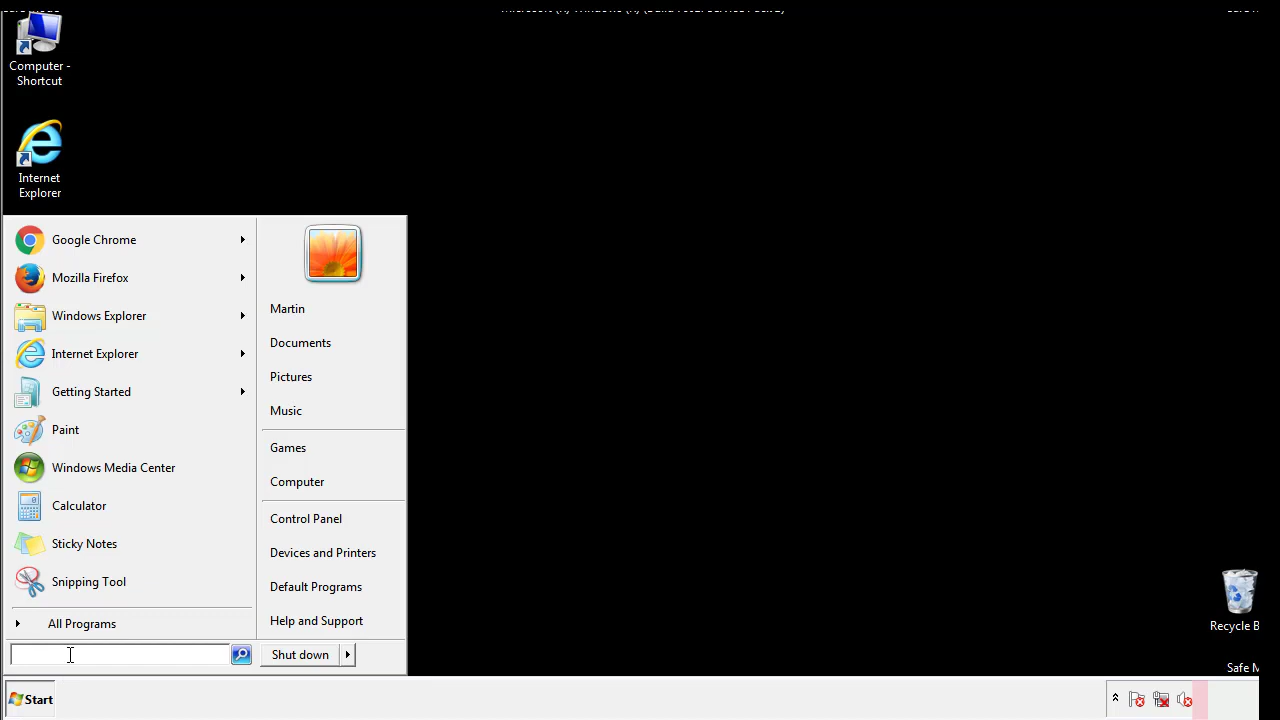 Computer -
Shortcut
Internet
Explorer
Google Chrome
Mozilla Firefox
Windows Explorer
Internet Explorer
Getting Started
Paint
Windows Media Center
Calculator
Sticky Notes
Snipping Tool
All Programs
Martin
Documents
Pictures
Music
Games
Computer
Control Panel
Devices and Printers
Default Programs
Help and Support
Shut down
Recycle B
Safe M
Start